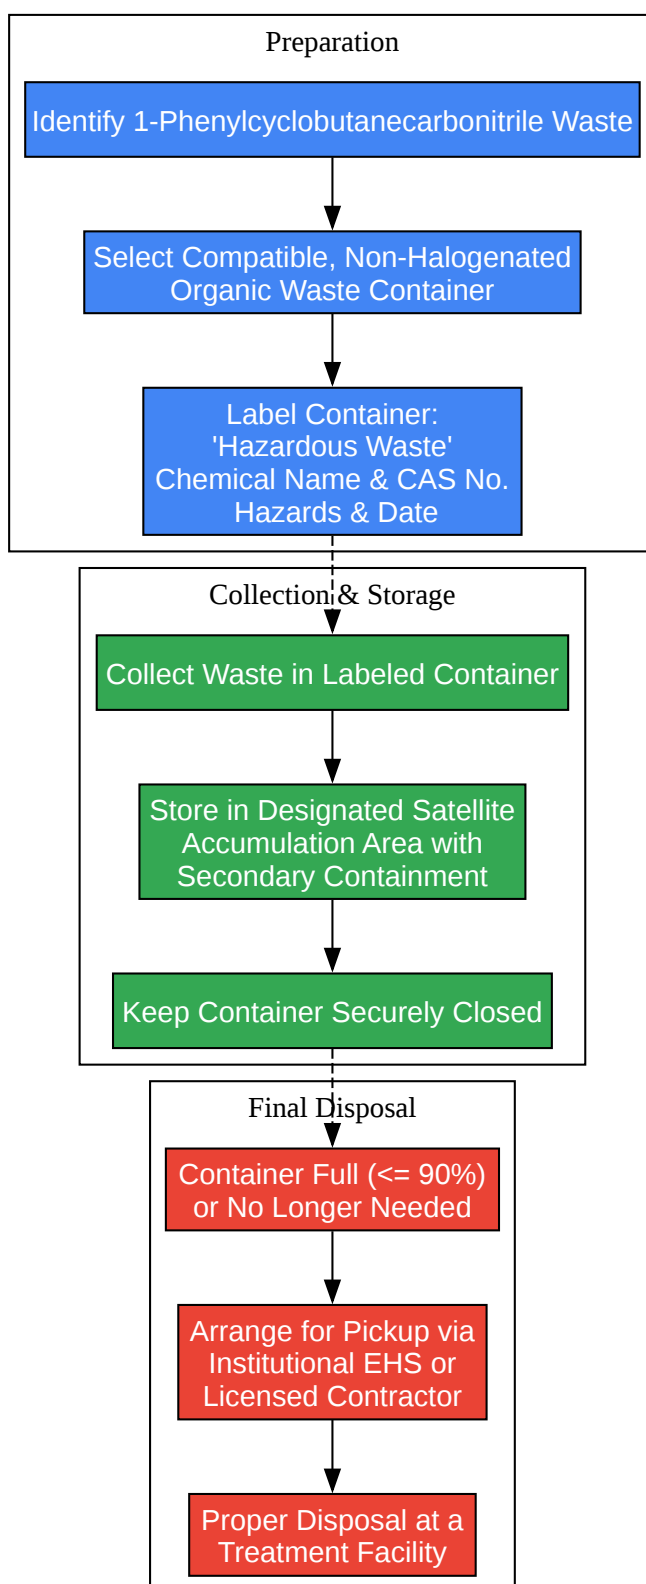 Preparation
Identify 1-Phenylcyclobutanecarbonitrile Waste
Select Compatible, Non-Halogenated
Organic Waste Container
Label Container:
'Hazardous Waste'
Chemical Name & CAS No.
Hazards & Date
Collection & Storage
Collect Waste in Labeled Container
Store in Designated Satellite
Accumulation Area with
Secondary Containment
Keep Container Securely Closed
Final Disposal
Container Full (<= 90%)
or No Longer Needed
Arrange for Pickup via
Institutional EHS or
Licensed Contractor
Proper Disposal at a
Treatment Facility